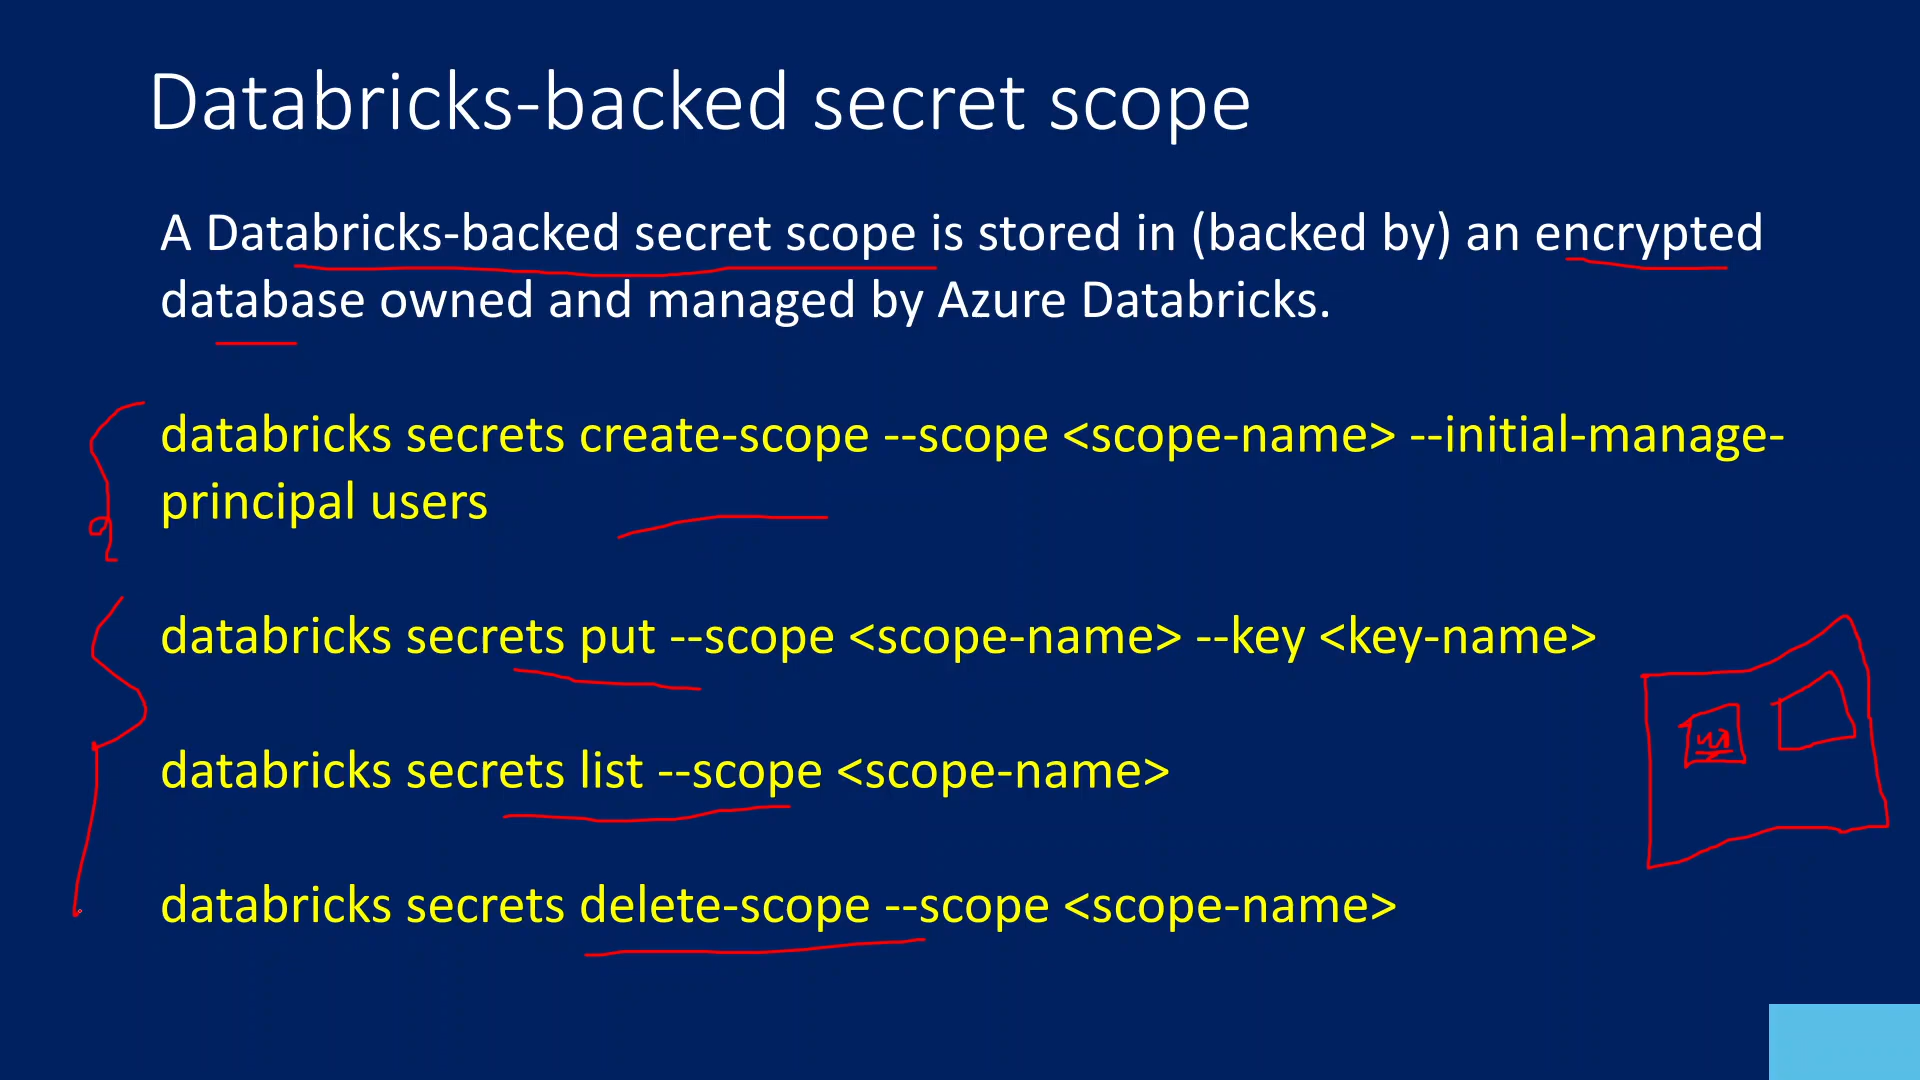 Databricks-backed secret scope
A Databricks-backed secret scope is stored in (backed by) an encrypted
database owned and managed by Azure Databricks.
databricks secrets create-scope --scope <scope-name> --initial-manage-
principal users
databricks secrets put --scope <scope-name> --key <key-name>
databricks secrets list --scope <scope-name>
databricks secrets delete-scope --scope <scope-name>